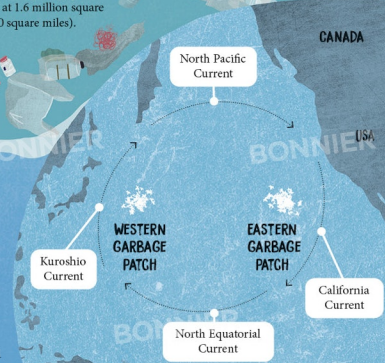 at 1.6 million square
0 square miles).
CANADA
North Pacific
Current
USA
BONNIER
BONNIER
WESTERN
GARBAGE
PATCH
EASTERN
GARBAGE
PATCH
Kuroshio
Current
California
Current
BONNIER
North Equatorial
Current